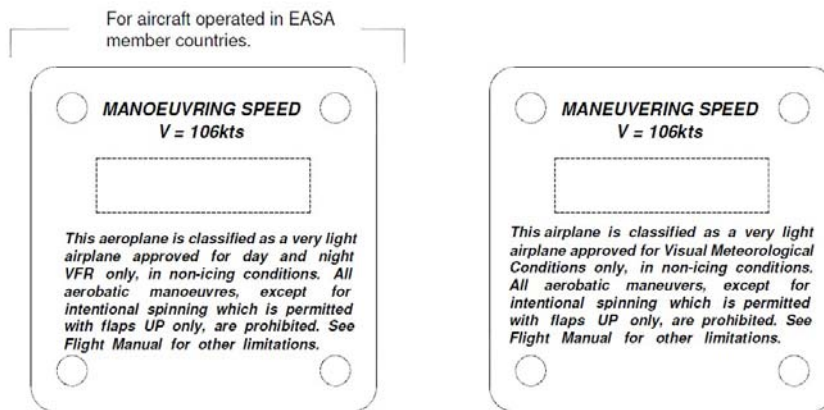 For aircraft operated in EASA
member countries.
MANOEUVRING SPEED
V = 106kts
This aeroplane is classified as a very light
airplane approved for day and night
VFR only, in non-icing conditions. All
aerobatic manoeuvres, except for
intentional spinning which is permitted
with flaps UP only, are prohibited. See
Flight Manual for other limitations.
MANEUVERING SPEED
V = 106kts
This airplane is classified as a very light
airplane approved for Visual Meteorological
Conditions only, in non-icing conditions.
All aerobatic maneuvers, except for
intentional spinning which is permitted
with flaps UP only, are prohibited. See
Flight Manual for other limitations.